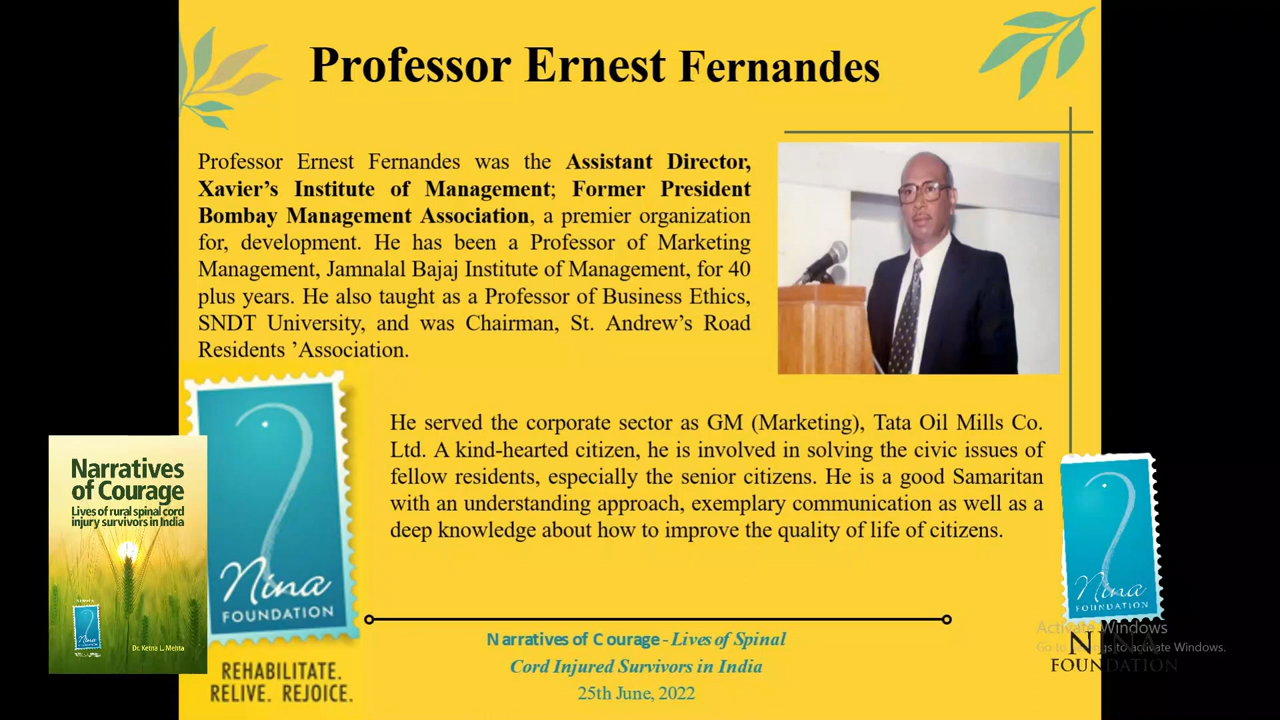 Professor Ernest Fernandes
Professor Ernest Fernandes was the Assistant Director,
Xavier’s Institute of Management; Former President
Bombay Management Association, a premier organization
for, development. He has been a Professor of Marketing
Management, Jamnalal Bajaj Institute of Management, for 40
plus years. He also taught as a Professor of Business Ethics,
SNDT University, and was Chairman, St. Andrew’s Road
Residents ’Association.
He served the corporate sector as GM (Marketing), Tata Oil Mills Co.
Ltd. A kind-hearted citizen, he is involved in solving the civic issues of
fellow residents, especially the senior citizens. He is a good Samaritan
with an understanding approach, exemplary communication as well as a
deep knowledge about how to improve the quality of life of citizens.
Narratives
of Courage
Lives of rural spinal cord
injury survivors in India
Nina
Dr. Ketna L. Mehta
Nina
FOUNDATION
REHABILITATE.
RELIVE. REJOICE.
Narratives of Courage - Lives of Spinal
Cord Injured Survivors in India
25th June, 2022
Nina
FOUNDATION
NINA
FOUNDATION
Activate Windows
Go to Settings to activate Windows.